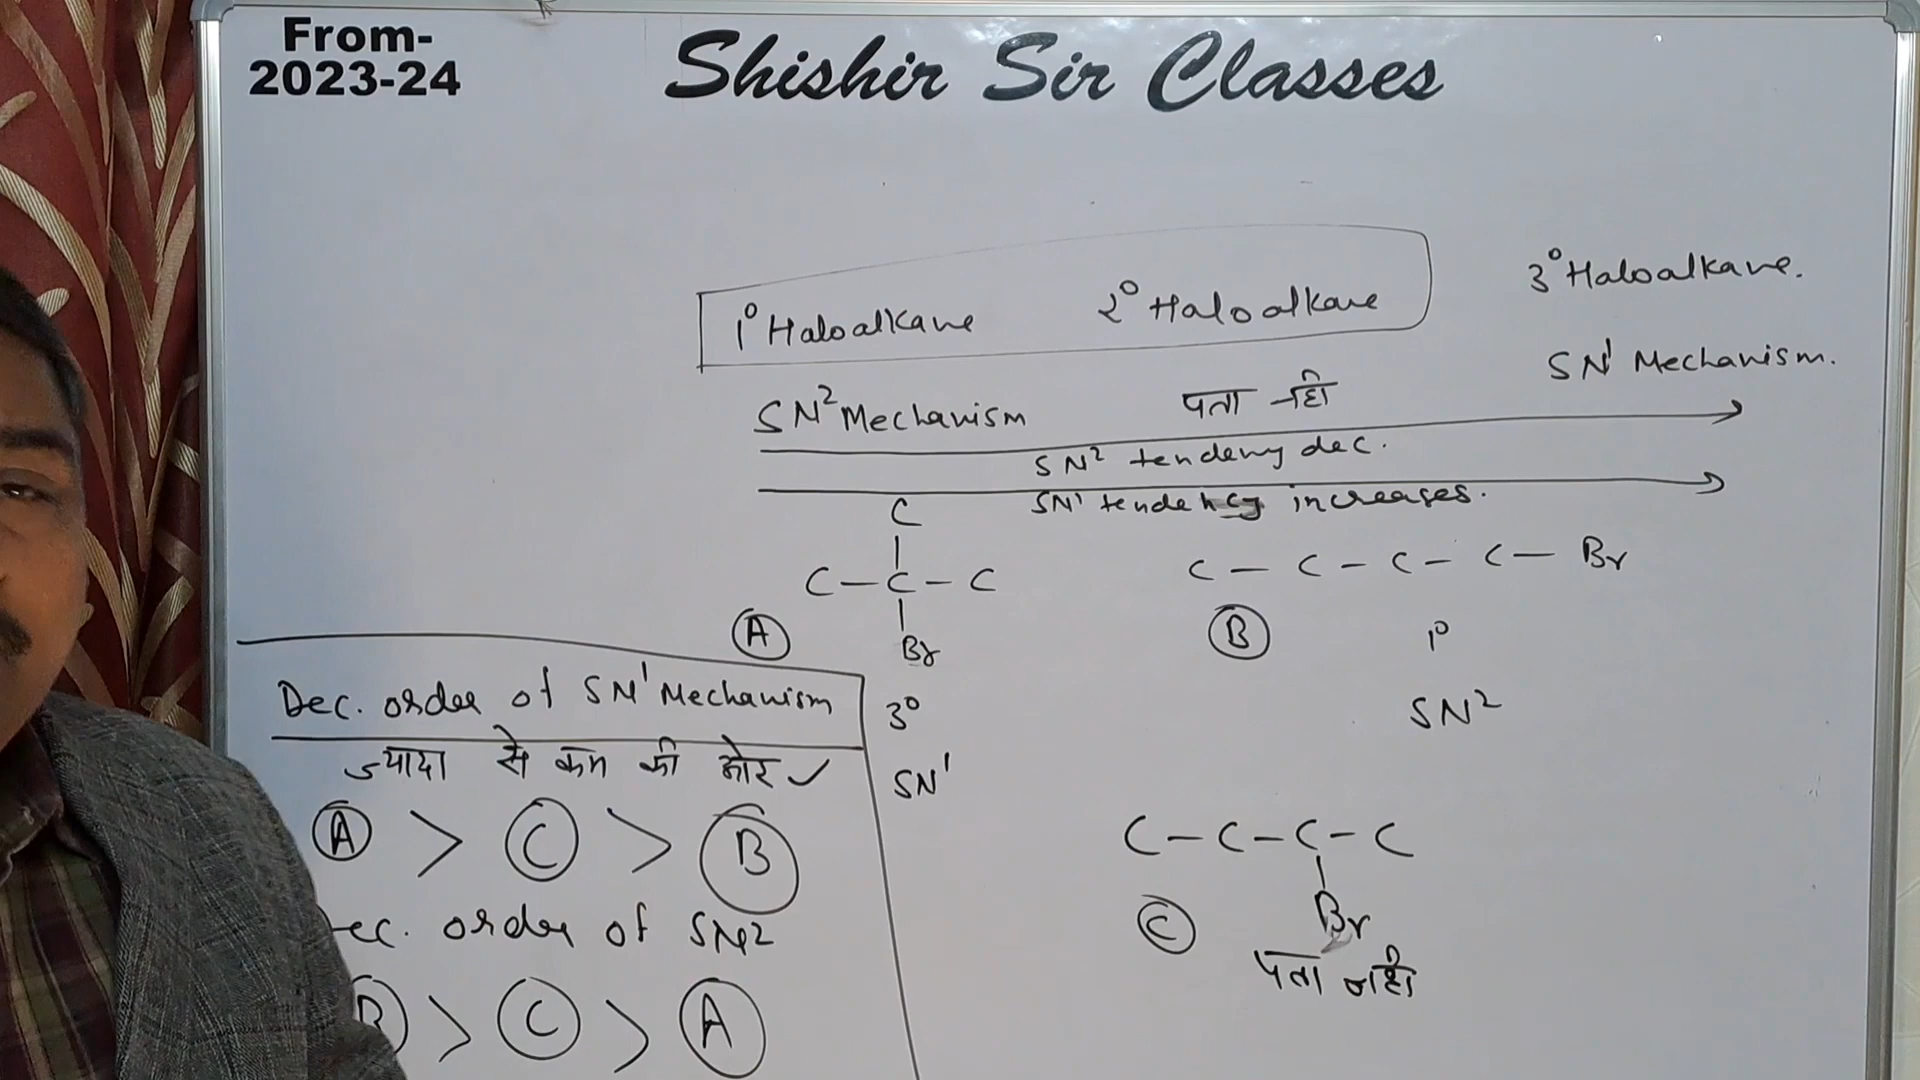 From-
2023-24
Shishir Sir Classes
1° Haloalkane 2° Haloalkane 3° Haloalkane.
SN² Mechanism पता नही SN¹ Mechanism.
SN² tendency dec.
SN¹ tendency increases.
C
C - C - C
Br
A
3°
SN¹
C - C - C - C - Br
B
1°
SN²
C - C - C - C
Br
C
पता नही
Dec. order of SN¹ Mechanism
ज्यादा से कम की ओर ✓
A > C > B
ec. order of SN2
B > C > A